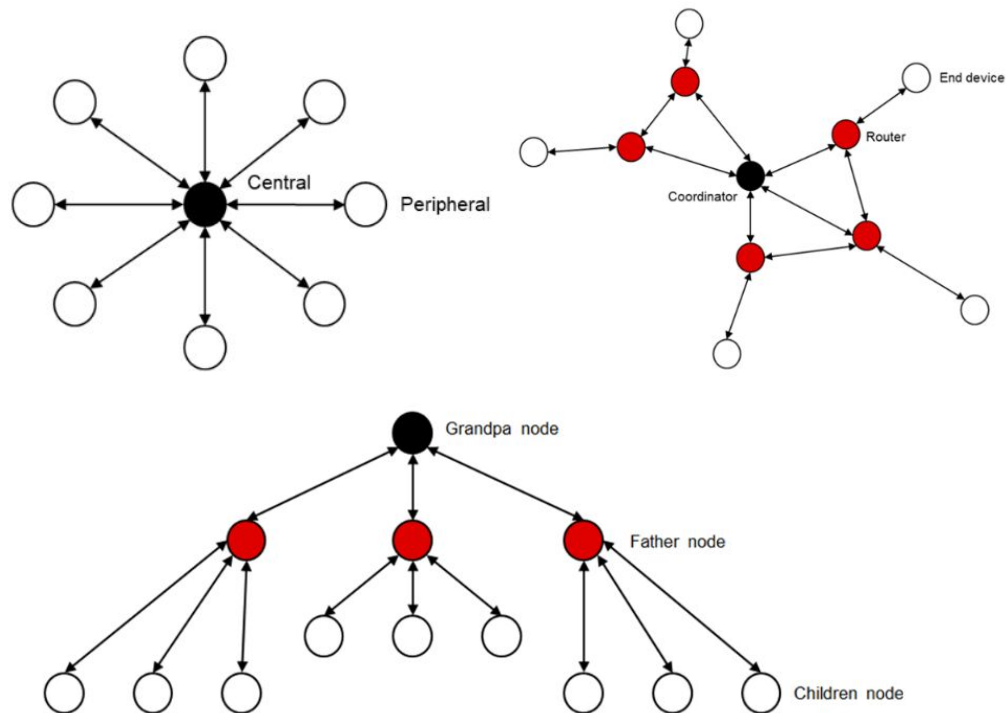 Central
Peripheral
End device
Router
Coordinator
Grandpa node
Father node
Children node